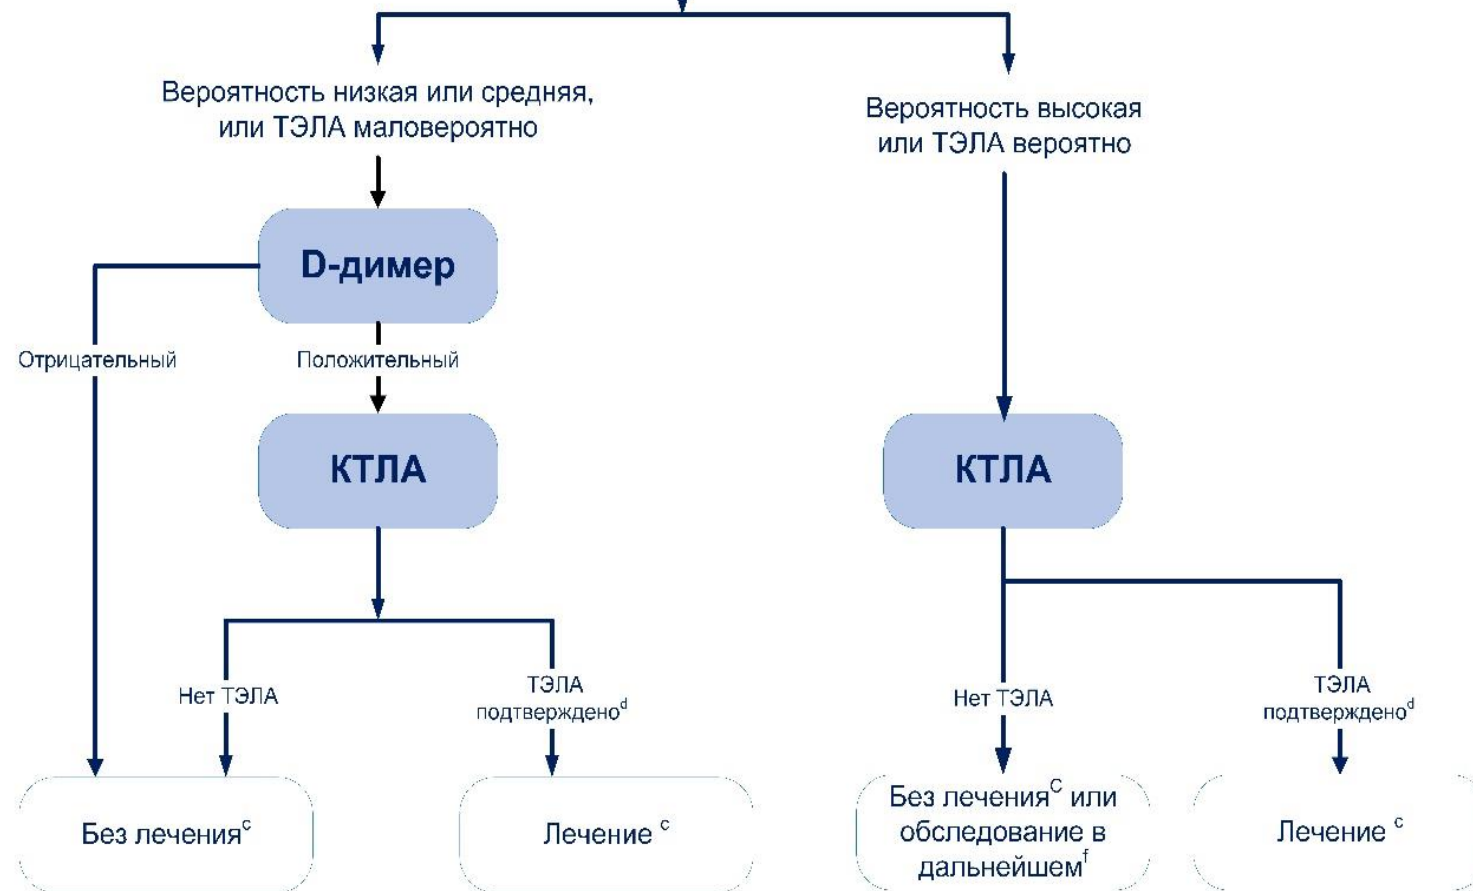 Вероятность низкая или средняя,
или ТЭЛА маловероятно
Вероятность высокая
или ТЭЛА вероятно
D-димер
Отрицательный
Положительный
КТЛА
КТЛА
Нет ТЭЛА
ТЭЛА
подтверждено^d
Нет ТЭЛА
ТЭЛА
подтверждено^d
Без лечения^c
Лечение ^c
Без лечения^C или
обследование в
дальнейшем^f
Лечение ^c